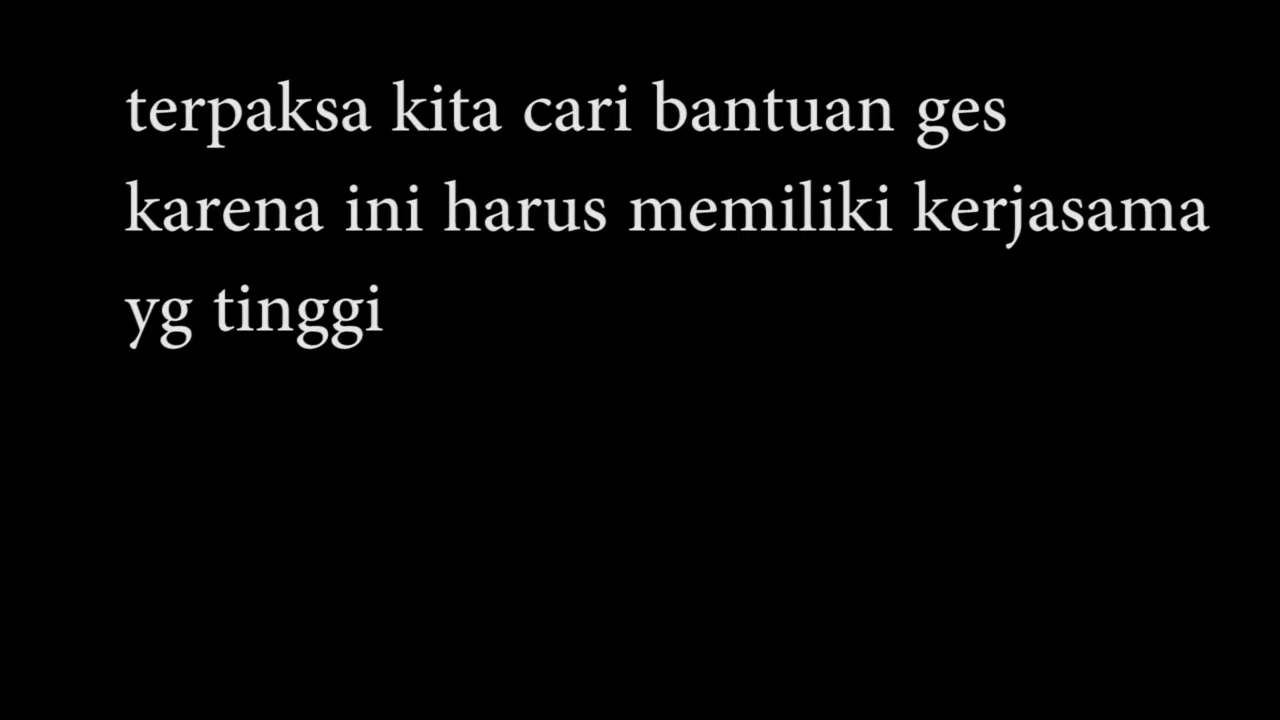 terpaksa kita cari bantuan ges
karena ini harus memiliki kerjasama
yg tinggi